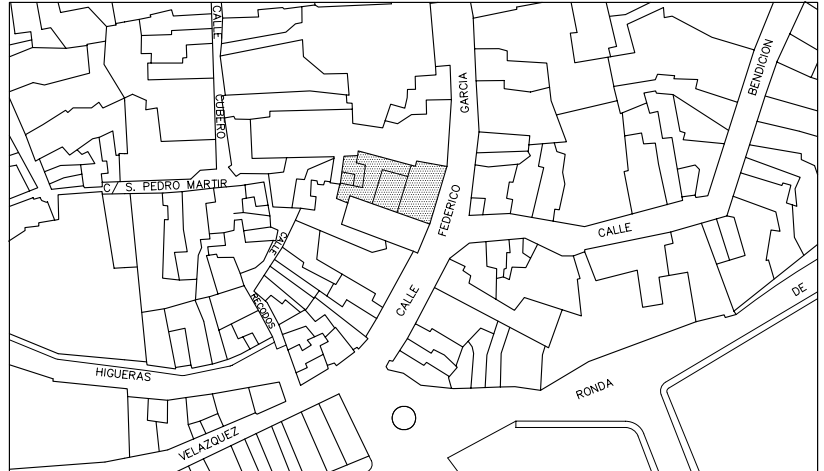 CALLE
CUBERO
C/ S. PEDRO MARTIR
GARCIA
FEDERICO
CALLE
BENDICION
CALLE
CALLE
RECODOS
HIGUERAS
VELAZQUEZ
RONDA
DE